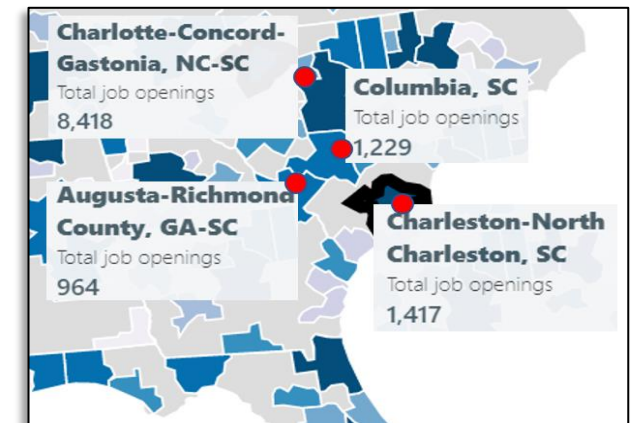 Charlotte-Concord-
Gastonia, NC-SC
Total job openings
8,418
Columbia, SC
Total job openings
1,229
Augusta-Richmond
County, GA-SC
Total job openings
964
Charleston-North
Charleston, SC
Total job openings
1,417